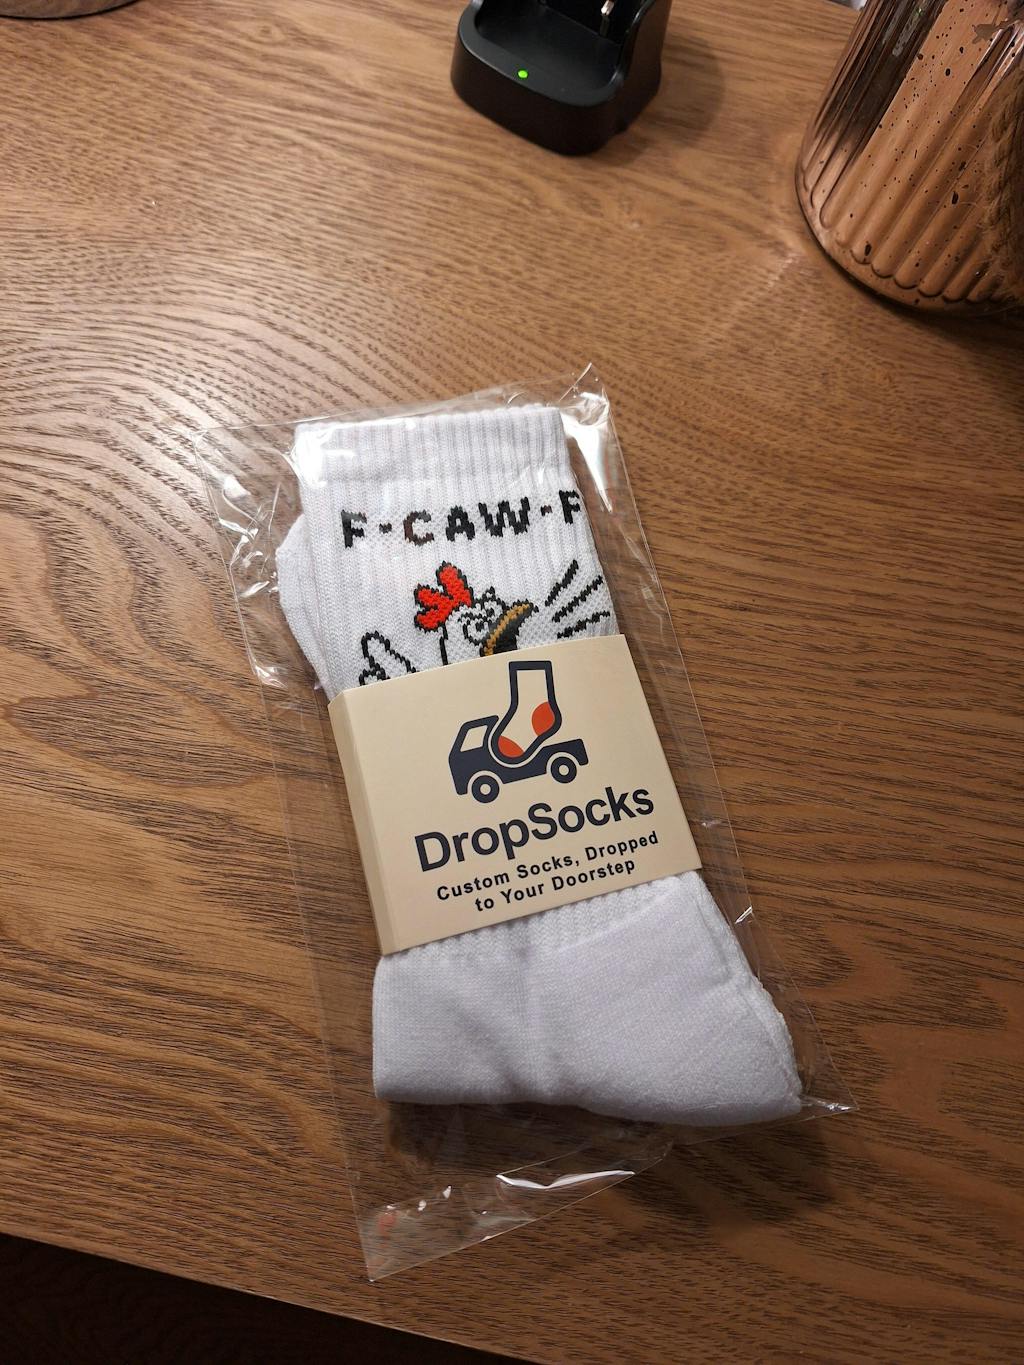 F·CAW·F
DropSocks
Custom Socks, Dropped
to Your Doorstep